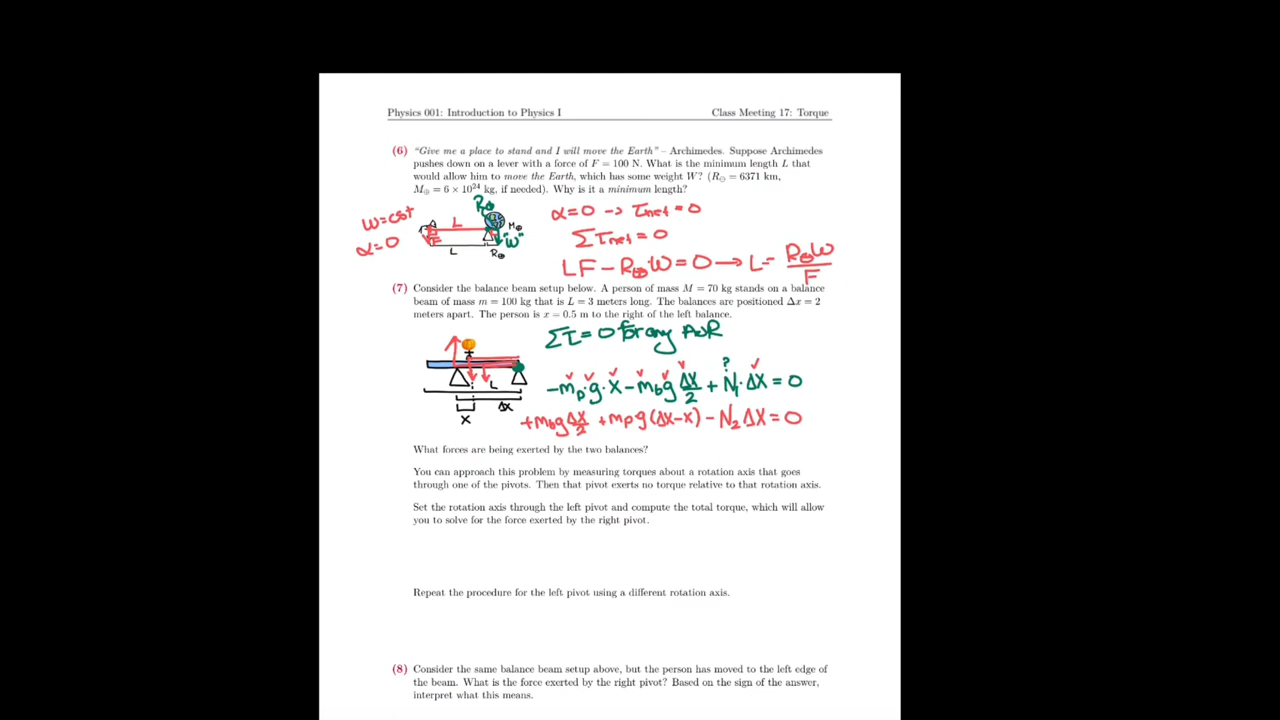 Physics 001: Introduction to Physics I    Class Meeting 17: Torque
(6) "Give me a place to stand and I will move the Earth" – Archimedes. Suppose Archimedes
pushes down on a lever with a force of F = 100 N. What is the minimum length L that
would allow him to move the Earth, which has some weight W? (R⊕ = 6371 km,
M⊕ = 6 × 10²⁴ kg, if needed). Why is it a minimum length?
ω=cst
α=0
L
F
R⊕
M⊕
"W"
L
R⊕
α=0 → τnet = 0
Στnet = 0
LF − R⊕W = 0 → L = R⊕W/F
(7) Consider the balance beam setup below. A person of mass M = 70 kg stands on a balance
beam of mass m = 100 kg that is L = 3 meters long. The balances are positioned Δx = 2
meters apart. The person is x = 0.5 m to the right of the left balance.
Στ = 0 for any AoR
L
Δx
x
?
−mp·g·x − mbg Δx/2 + N1·Δx = 0
+mbg Δx/2 + mpg(Δx−x) − N2Δx = 0
What forces are being exerted by the two balances?
You can approach this problem by measuring torques about a rotation axis that goes
through one of the pivots. Then that pivot exerts no torque relative to that rotation axis.
Set the rotation axis through the left pivot and compute the total torque, which will allow
you to solve for the force exerted by the right pivot.
Repeat the procedure for the left pivot using a different rotation axis.
(8) Consider the same balance beam setup above, but the person has moved to the left edge of
the beam. What is the force exerted by the right pivot? Based on the sign of the answer,
interpret what this means.